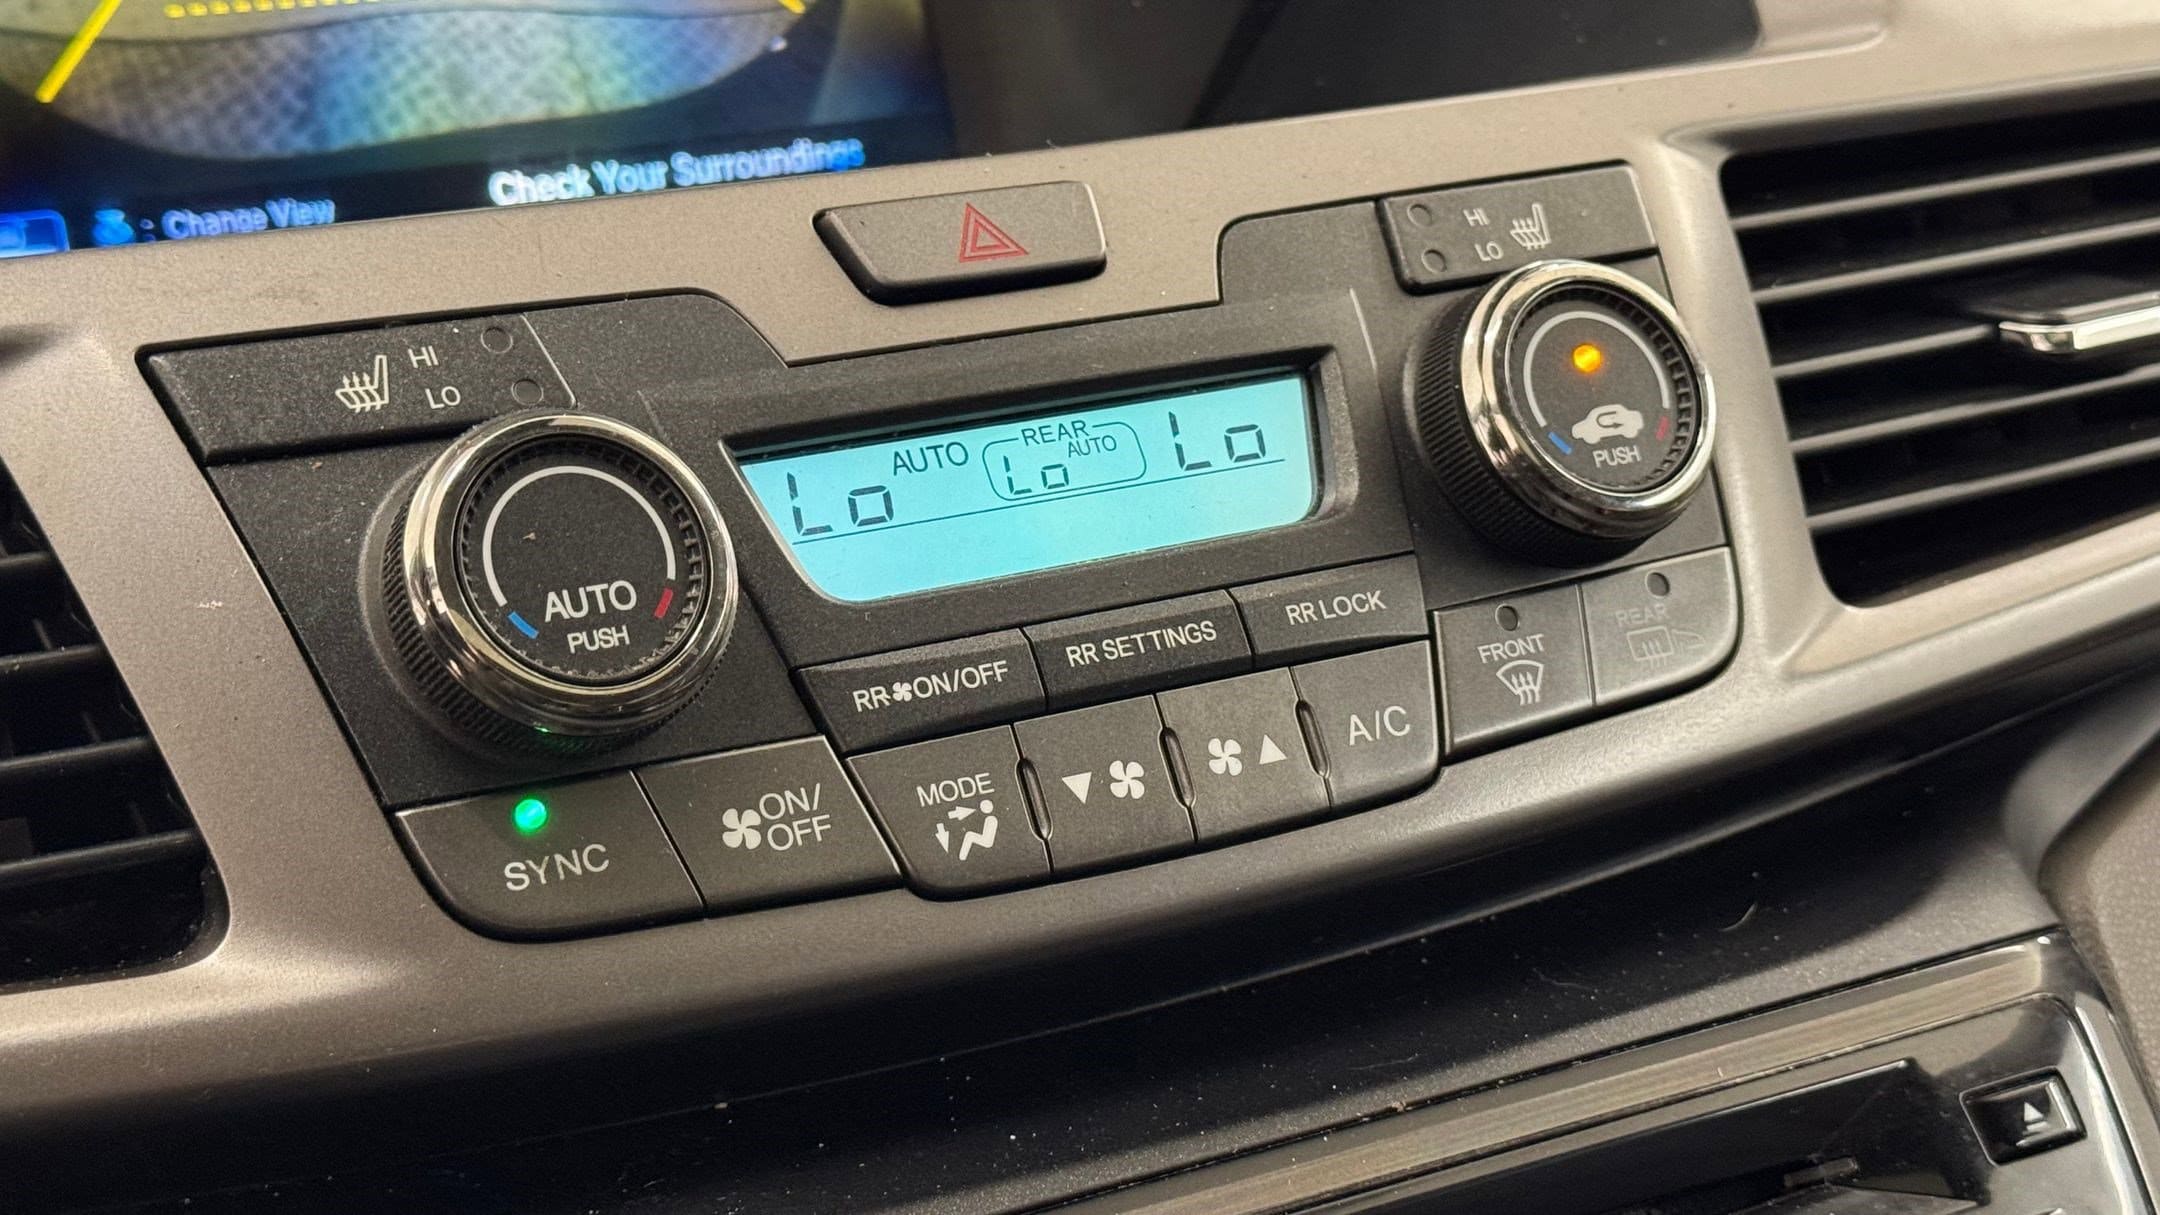 Check Your Surroundings
: Change View
HI
LO
HI
LO
AUTO
PUSH
Lo AUTO REAR Lo AUTO Lo
PUSH
RR ON/OFF
RR SETTINGS
RR LOCK
FRONT
REAR
SYNC
ON/
OFF
MODE
A/C